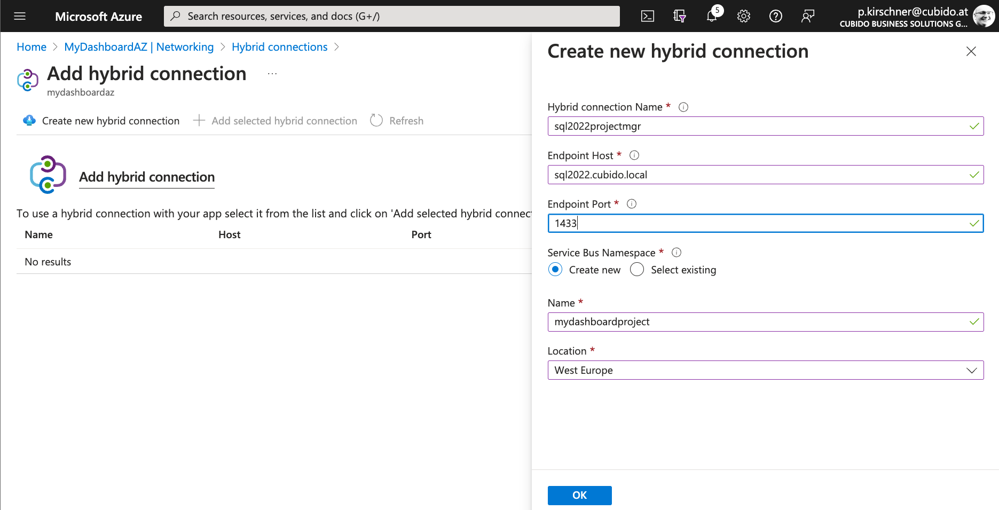 Microsoft Azure
Search resources, services, and docs (G+/)
5
p.kirschner@cubido.at
CUBIDO BUSINESS SOLUTIONS G...
Home > MyDashboardAZ | Networking > Hybrid connections >
Add hybrid connection ...
mydashboardaz
Create new hybrid connection
Add selected hybrid connection
Refresh
Add hybrid connection
To use a hybrid connection with your app select it from the list and click on 'Add selected hybrid connec
Name Host Port
No results
Create new hybrid connection
Hybrid connection Name *
sql2022projectmgr
Endpoint Host *
sql2022.cubido.local
Endpoint Port *
1433
Service Bus Namespace *
Create new Select existing
Name *
mydashboardproject
Location *
West Europe
OK